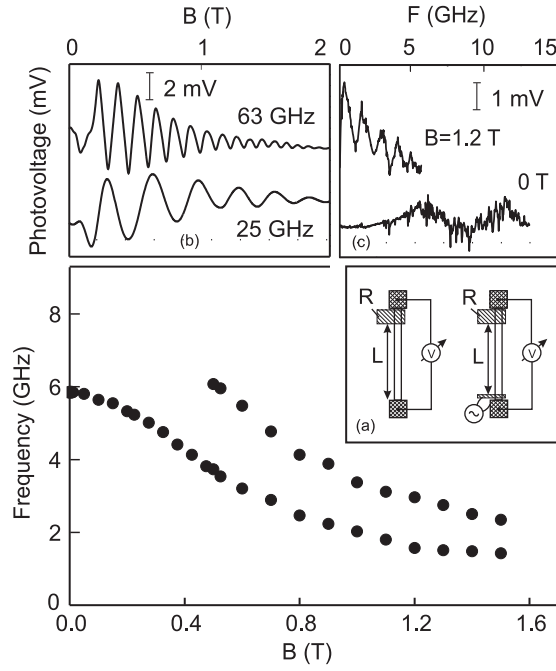 B (T)
0 1 2
F (GHz)
0 5 10 15
Photovoltage (mV)
2 mV
63 GHz
25 GHz
(b)
1 mV
B=1.2 T
0 T
(c)
Frequency (GHz)
8
6
4
2
0
R
L
V
R
L
V
~
(a)
0.0 0.4 0.8 1.2 1.6
B (T)